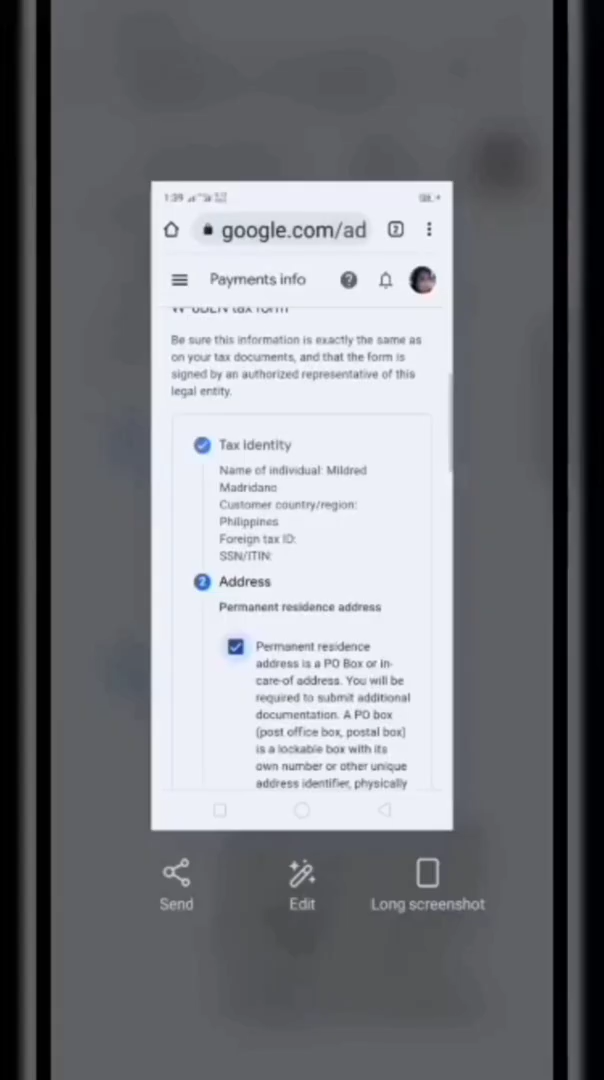 1:39
google.com/ad
2
Payments info
W-8BEN tax form
Be sure this information is exactly the same as
on your tax documents, and that the form is
signed by an authorized representative of this
legal entity.
Tax identity
Name of individual: Mildred
Madridano
Customer country/region:
Philippines
Foreign tax ID:
SSN/ITIN:
2
Address
Permanent residence address
Permanent residence
address is a PO Box or in-
care-of address. You will be
required to submit additional
documentation. A PO box
(post office box, postal box)
is a lockable box with its
own number or other unique
address identifier, physically
Send
Edit
Long screenshot